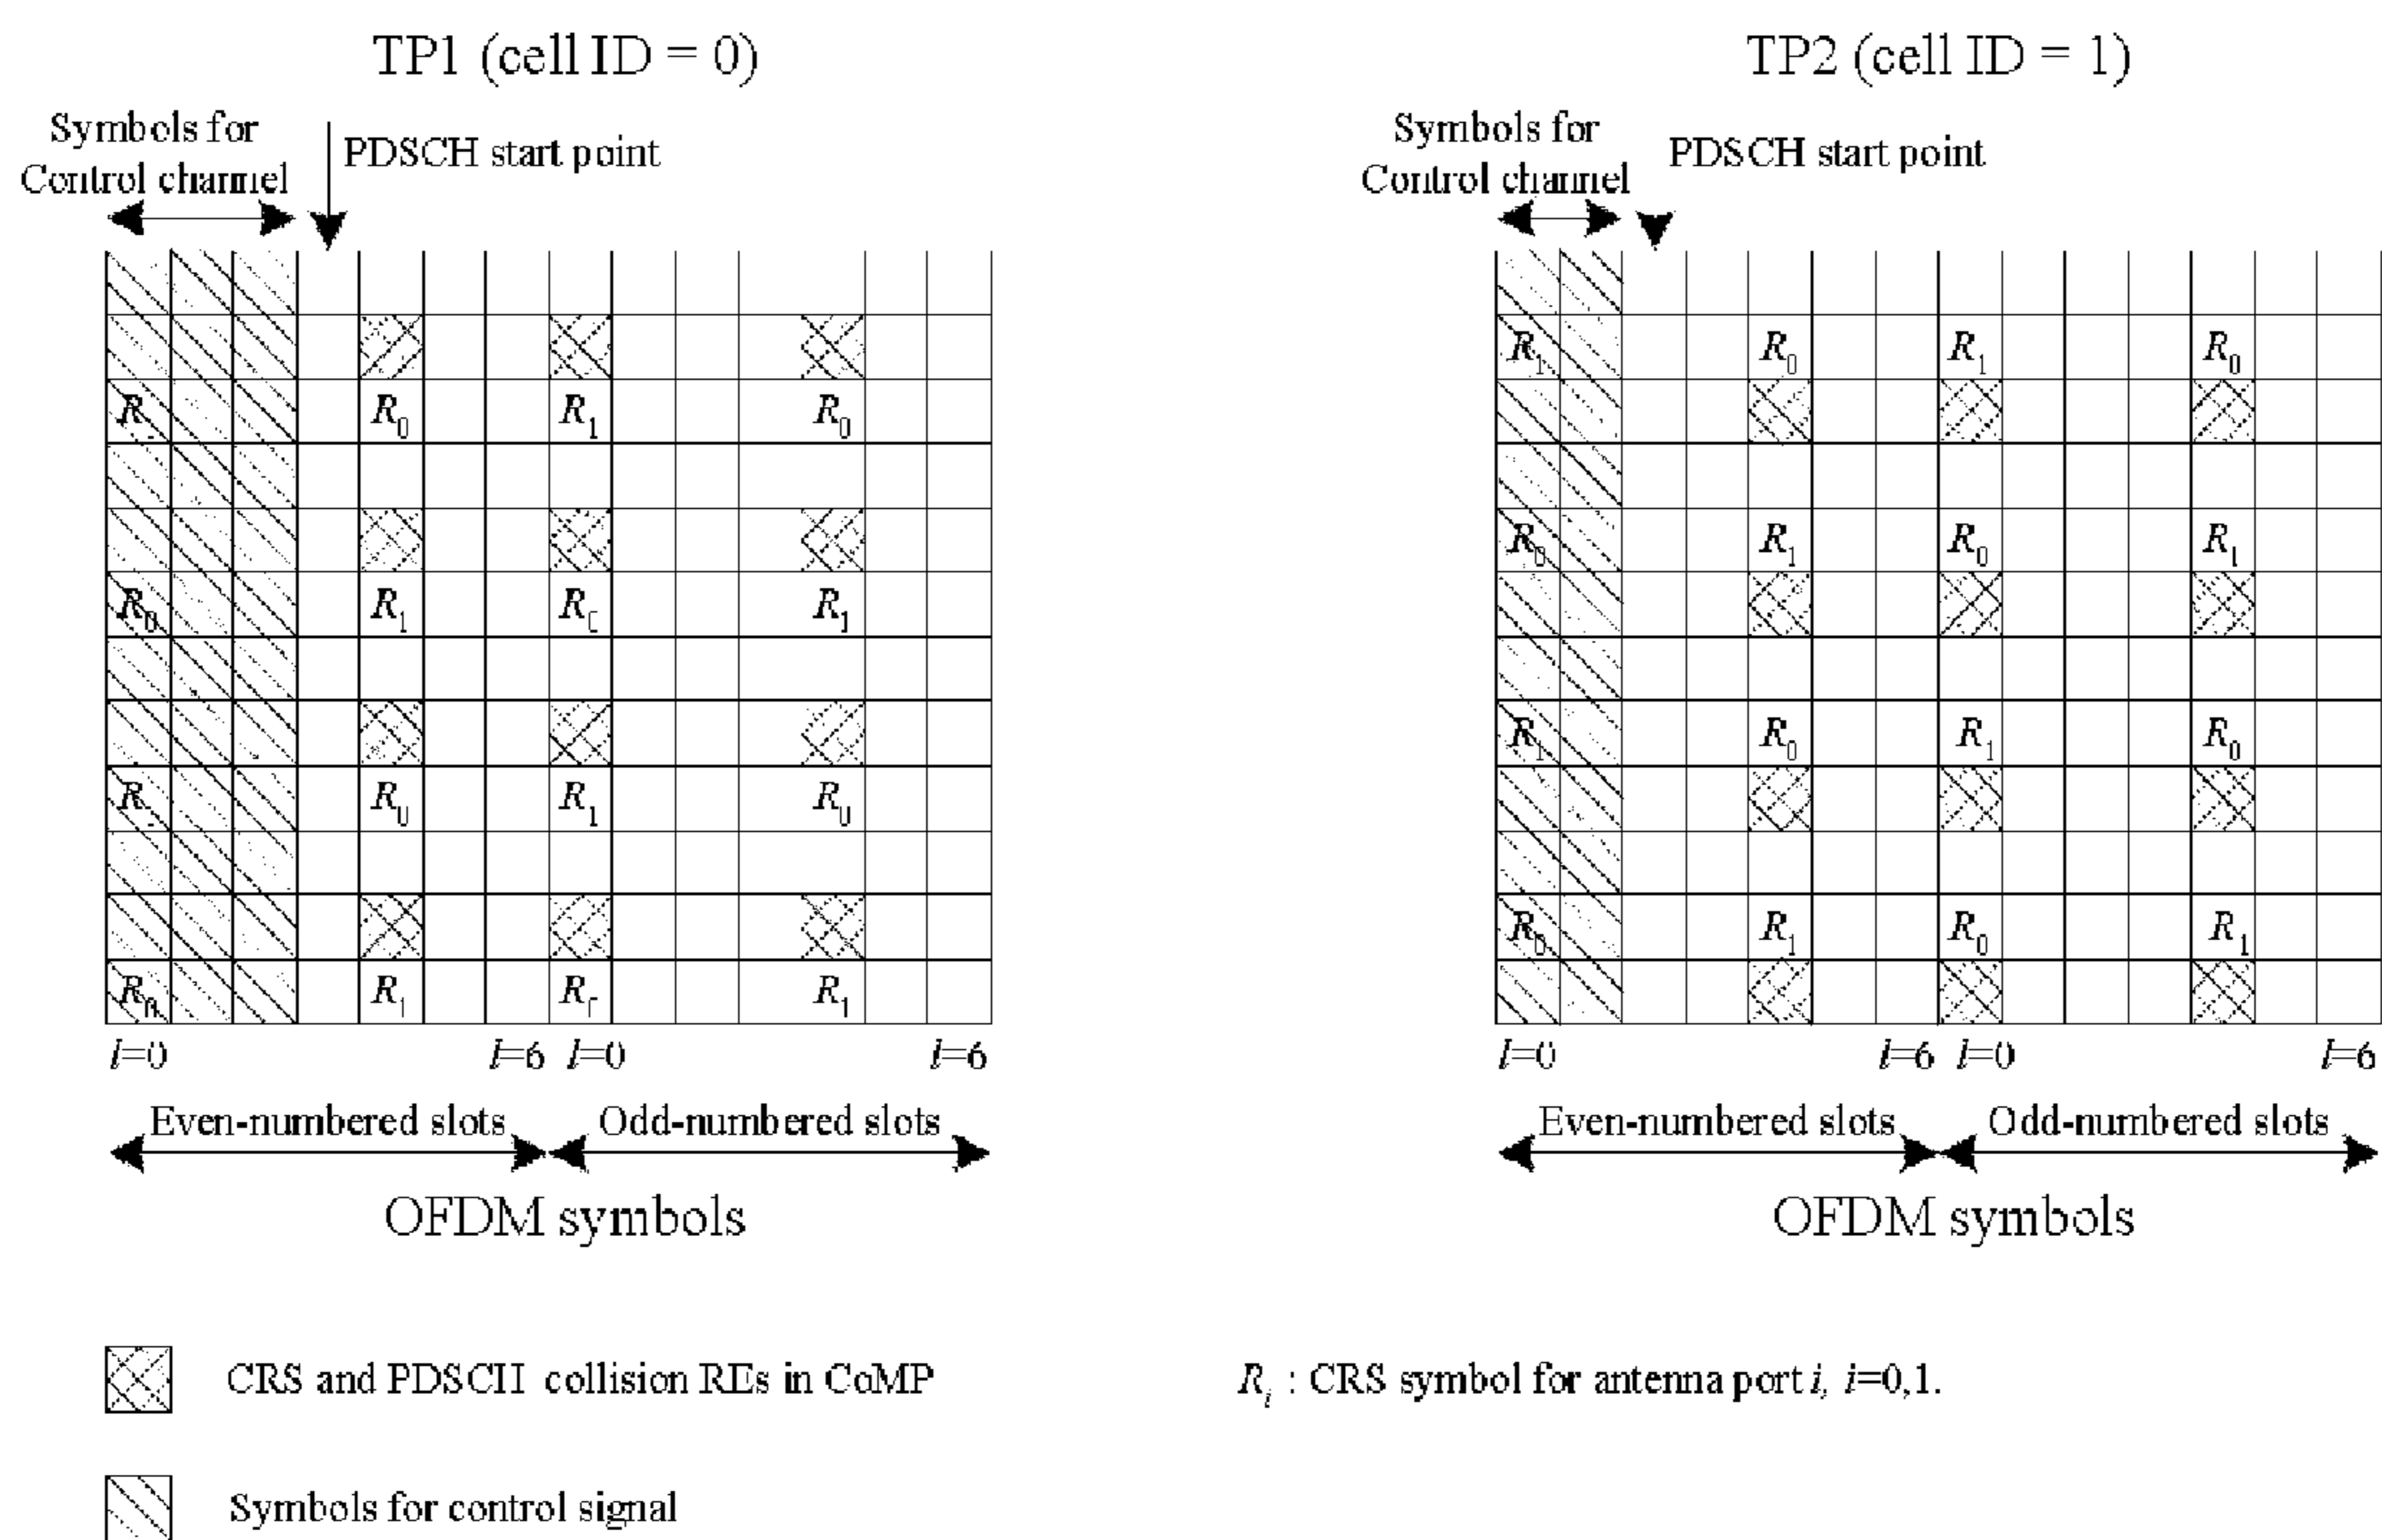 TP1 (cell ID = 0)
Symbols for
Control channel
PDSCH start point
R R₀ R₁ R₀
R₀ R₁ R₀ R₁
R R₀ R₁ R₀
R₀ R₁ R₀ R₁
l=0 l=6 l=0 l=6
Even-numbered slots Odd-numbered slots
OFDM symbols
TP2 (cell ID = 1)
Symbols for
Control channel
PDSCH start point
R₁ R₀ R₁ R₀
R₀ R₁ R₀ R₁
R₁ R₀ R₁ R₀
R₀ R₁ R₀ R₁
l=0 l=6 l=0 l=6
Even-numbered slots Odd-numbered slots
OFDM symbols
CRS and PDSCH collision REs in CoMP
Rᵢ : CRS symbol for antenna port i, i=0,1.
Symbols for control signal